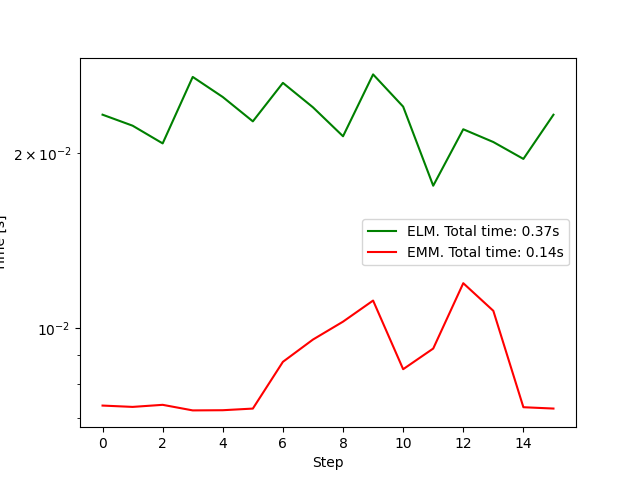 2 × 10⁻²
10⁻²
Time [s]
ELM. Total time: 0.37s
EMM. Total time: 0.14s
0 2 4 6 8 10 12 14
Step